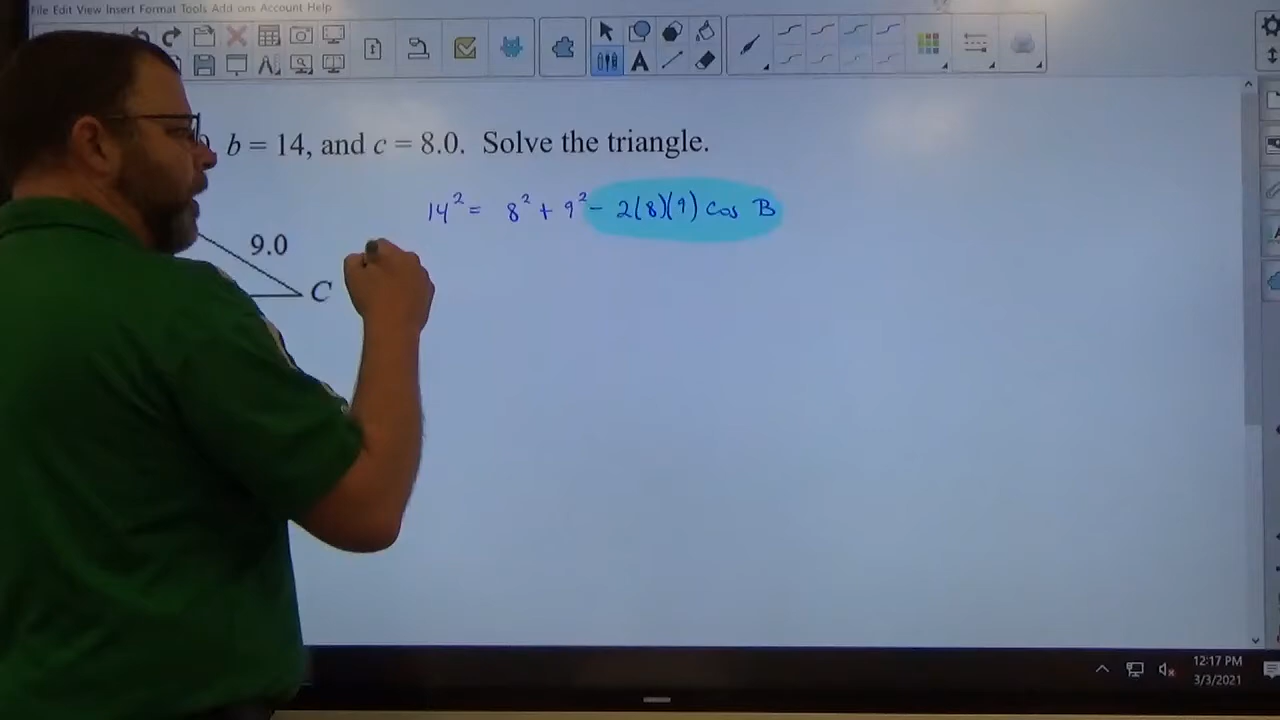 File Edit View Insert Format Tools Add ons Account Help
b = 14, and c = 8.0. Solve the triangle.
14² = 8² + 9² − 2(8)(9) cos B
9.0
C
12:17 PM
3/3/2021